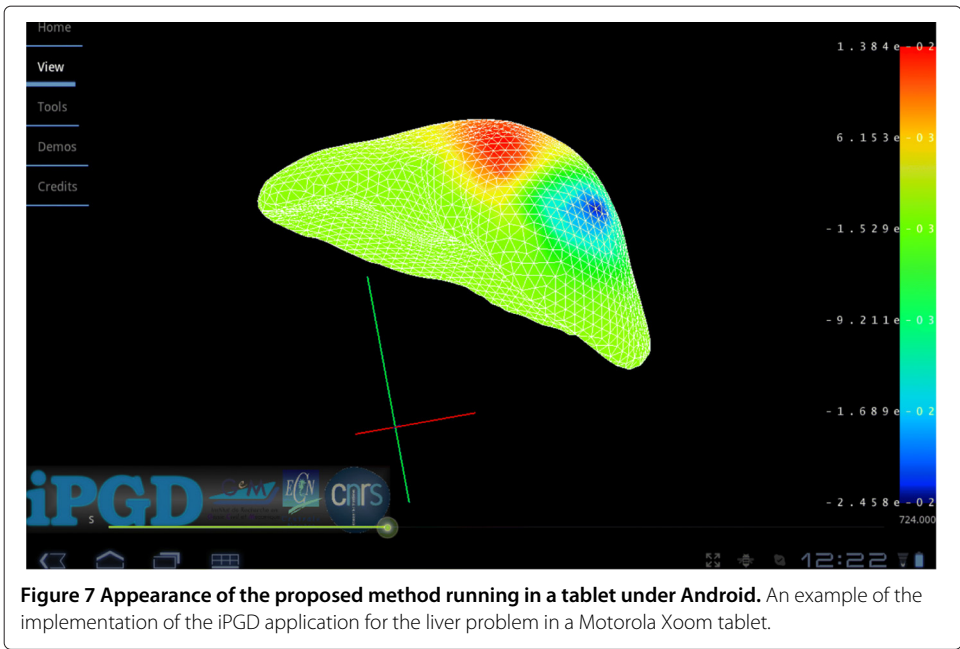 Home
View
Tools
Demos
Credits
1.384e-02
6.153e-03
-1.529e-03
-9.211e-03
-1.689e-02
-2.458e-02
iPGD
GeM
ECN
cnrs
S
724.000
12:22
Figure 7 Appearance of the proposed method running in a tablet under Android. An example of the
implementation of the iPGD application for the liver problem in a Motorola Xoom tablet.